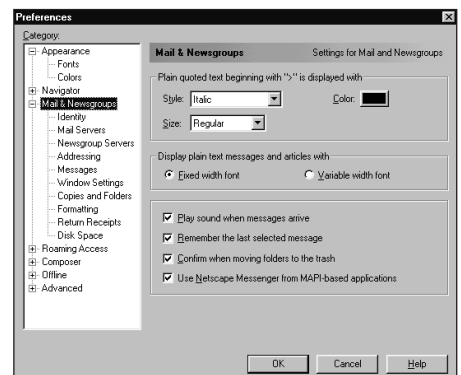 Preferences
Category:
Appearance
Fonts
Colors
Navigator
Mail & Newsgroups
Identity
Mail Servers
Newsgroup Servers
Addressing
Messages
Window Settings
Copies and Folders
Formatting
Return Receipts
Disk Space
Roaming Access
Composer
Offline
Advanced
Mail & Newsgroups Settings for Mail and Newsgroups
Plain quoted text beginning with ">" is displayed with
Style: Italic Color:
Size: Regular
Display plain text messages and articles with
Fixed width font Variable width font
Play sound when messages arrive
Remember the last selected message
Confirm when moving folders to the trash
Use Netscape Messenger from MAPI-based applications
OK Cancel Help